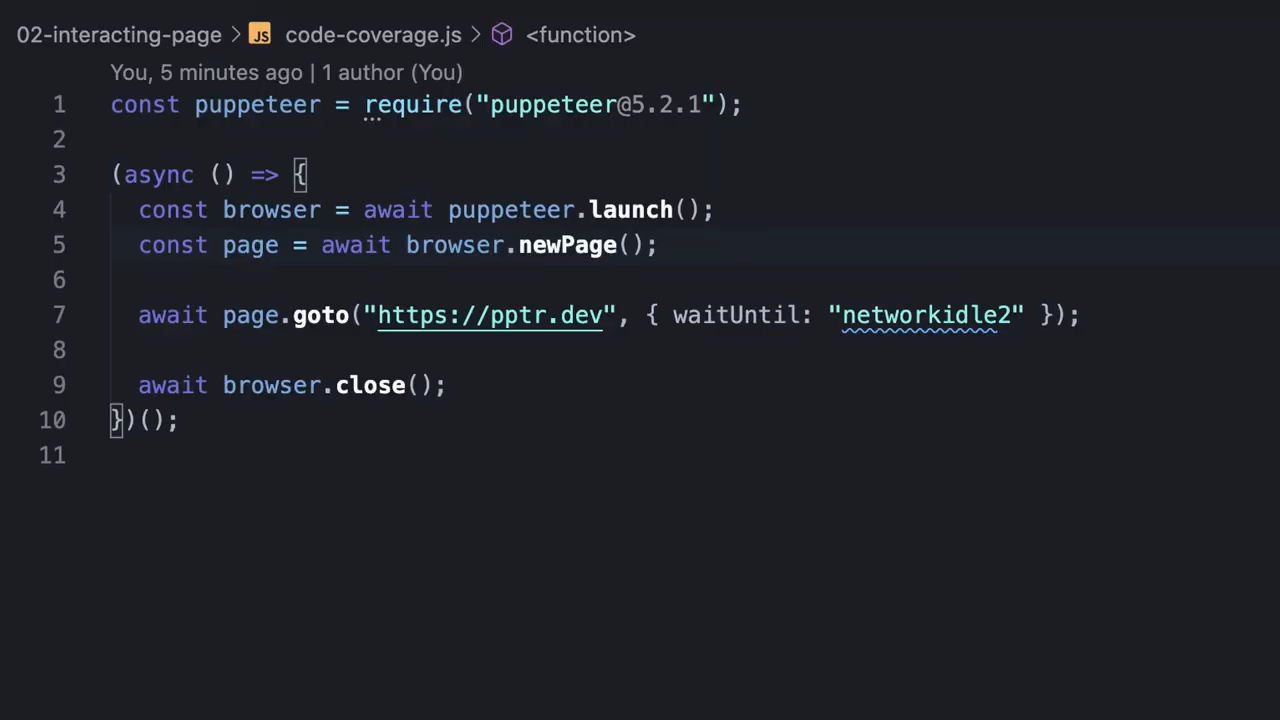 02-interacting-page > JS code-coverage.js > <function>
You, 5 minutes ago | 1 author (You)
1 const puppeteer = require("puppeteer@5.2.1");
2
3 (async () => {
4 const browser = await puppeteer.launch();
5 const page = await browser.newPage();
6
7 await page.goto("https://pptr.dev", { waitUntil: "networkidle2" });
8
9 await browser.close();
10 })();
11